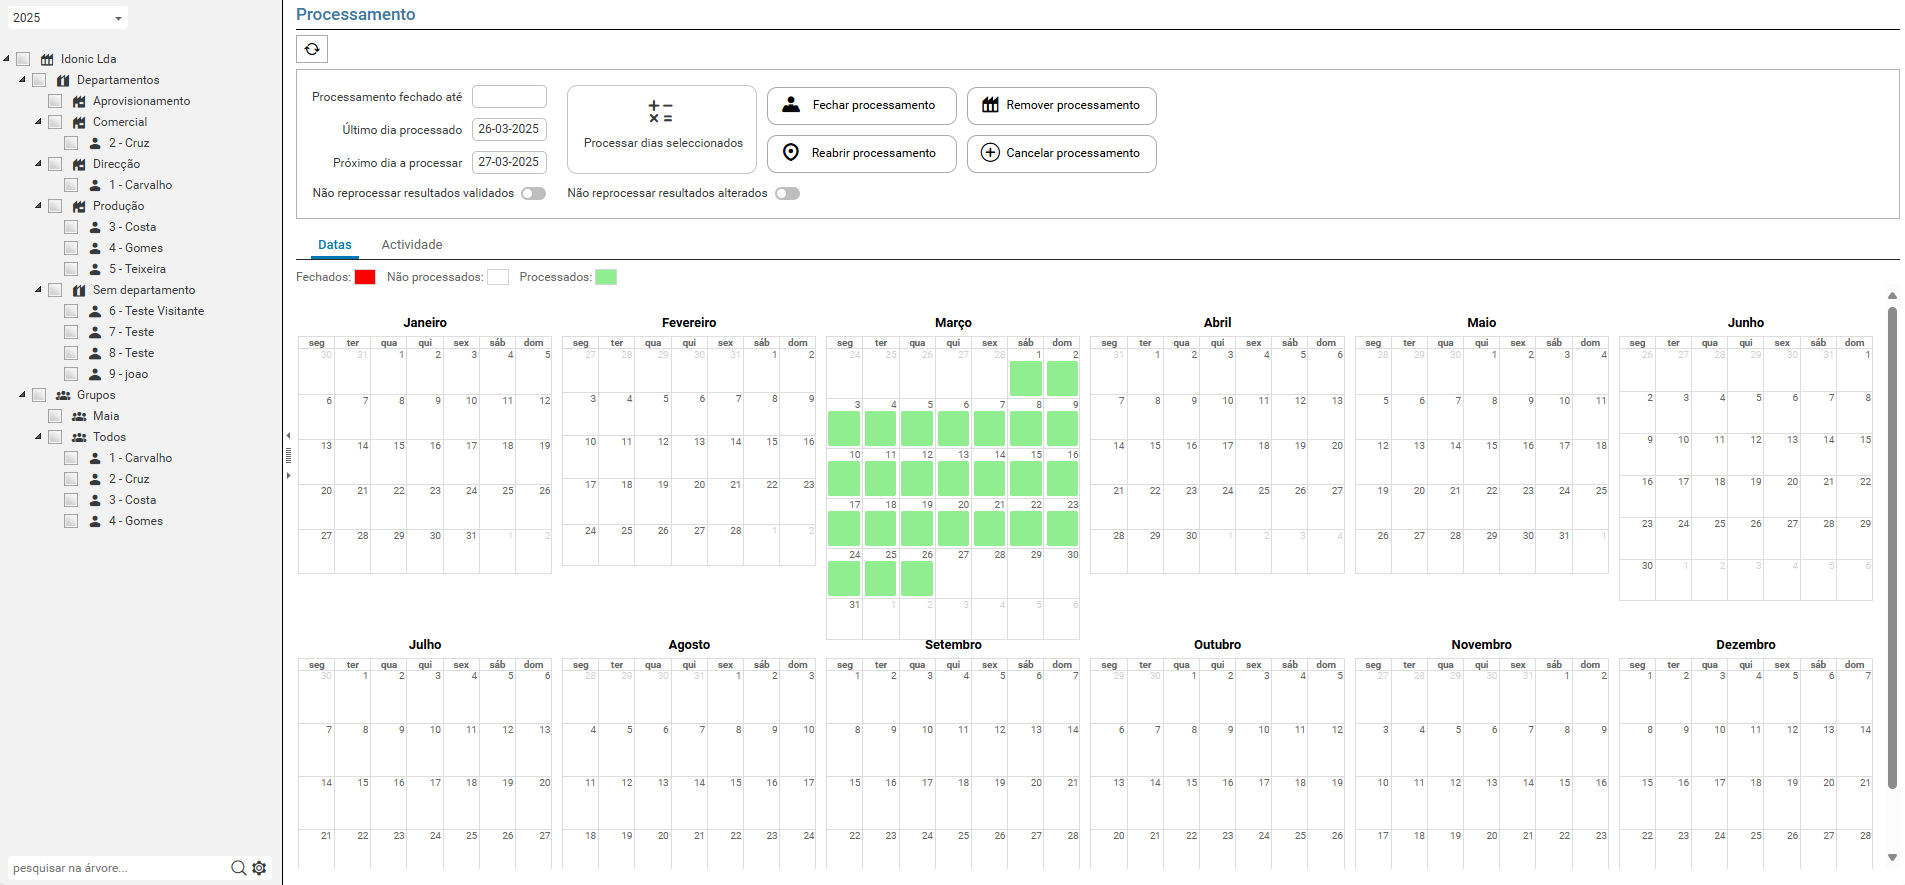 2025
Idonic Lda
Departamentos
Aprovisionamento
Comercial
2 - Cruz
Direcção
1 - Carvalho
Produção
3 - Costa
4 - Gomes
5 - Teixeira
Sem departamento
6 - Teste Visitante
7 - Teste
8 - Teste
9 - joao
Grupos
Maia
Todos
1 - Carvalho
2 - Cruz
3 - Costa
4 - Gomes
pesquisar na árvore...
Processamento
Processamento fechado até
Último dia processado 26-03-2025
Próximo dia a processar 27-03-2025
Não reprocessar resultados validados
Não reprocessar resultados alterados
Processar dias seleccionados
Fechar processamento
Remover processamento
Reabrir processamento
Cancelar processamento
Datas Actividade
Fechados: Não processados: Processados:
Janeiro
seg ter qua qui sex sáb dom
30 31 1 2 3 4 5
6 7 8 9 10 11 12
13 14 15 16 17 18 19
20 21 22 23 24 25 26
27 28 29 30 31 1 2
Fevereiro
seg ter qua qui sex sáb dom
27 28 29 30 31 1 2
3 4 5 6 7 8 9
10 11 12 13 14 15 16
17 18 19 20 21 22 23
24 25 26 27 28 1 2
Março
seg ter qua qui sex sáb dom
24 25 26 27 28 1 2
3 4 5 6 7 8 9
10 11 12 13 14 15 16
17 18 19 20 21 22 23
24 25 26 27 28 29 30
31 1 2 3 4 5 6
Abril
seg ter qua qui sex sáb dom
31 1 2 3 4 5 6
7 8 9 10 11 12 13
14 15 16 17 18 19 20
21 22 23 24 25 26 27
28 29 30 1 2 3 4
Maio
seg ter qua qui sex sáb dom
28 29 30 1 2 3 4
5 6 7 8 9 10 11
12 13 14 15 16 17 18
19 20 21 22 23 24 25
26 27 28 29 30 31 1
Junho
seg ter qua qui sex sáb dom
26 27 28 29 30 31 1
2 3 4 5 6 7 8
9 10 11 12 13 14 15
16 17 18 19 20 21 22
23 24 25 26 27 28 29
30 1 2 3 4 5 6
Julho
seg ter qua qui sex sáb dom
30 1 2 3 4 5 6
7 8 9 10 11 12 13
14 15 16 17 18 19 20
21 22 23 24 25 26 27
Agosto
seg ter qua qui sex sáb dom
28 29 30 31 1 2 3
4 5 6 7 8 9 10
11 12 13 14 15 16 17
18 19 20 21 22 23 24
Setembro
seg ter qua qui sex sáb dom
1 2 3 4 5 6 7
8 9 10 11 12 13 14
15 16 17 18 19 20 21
22 23 24 25 26 27 28
Outubro
seg ter qua qui sex sáb dom
29 30 1 2 3 4 5
6 7 8 9 10 11 12
13 14 15 16 17 18 19
20 21 22 23 24 25 26
Novembro
seg ter qua qui sex sáb dom
27 28 29 30 31 1 2
3 4 5 6 7 8 9
10 11 12 13 14 15 16
17 18 19 20 21 22 23
Dezembro
seg ter qua qui sex sáb dom
1 2 3 4 5 6 7
8 9 10 11 12 13 14
15 16 17 18 19 20 21
22 23 24 25 26 27 28